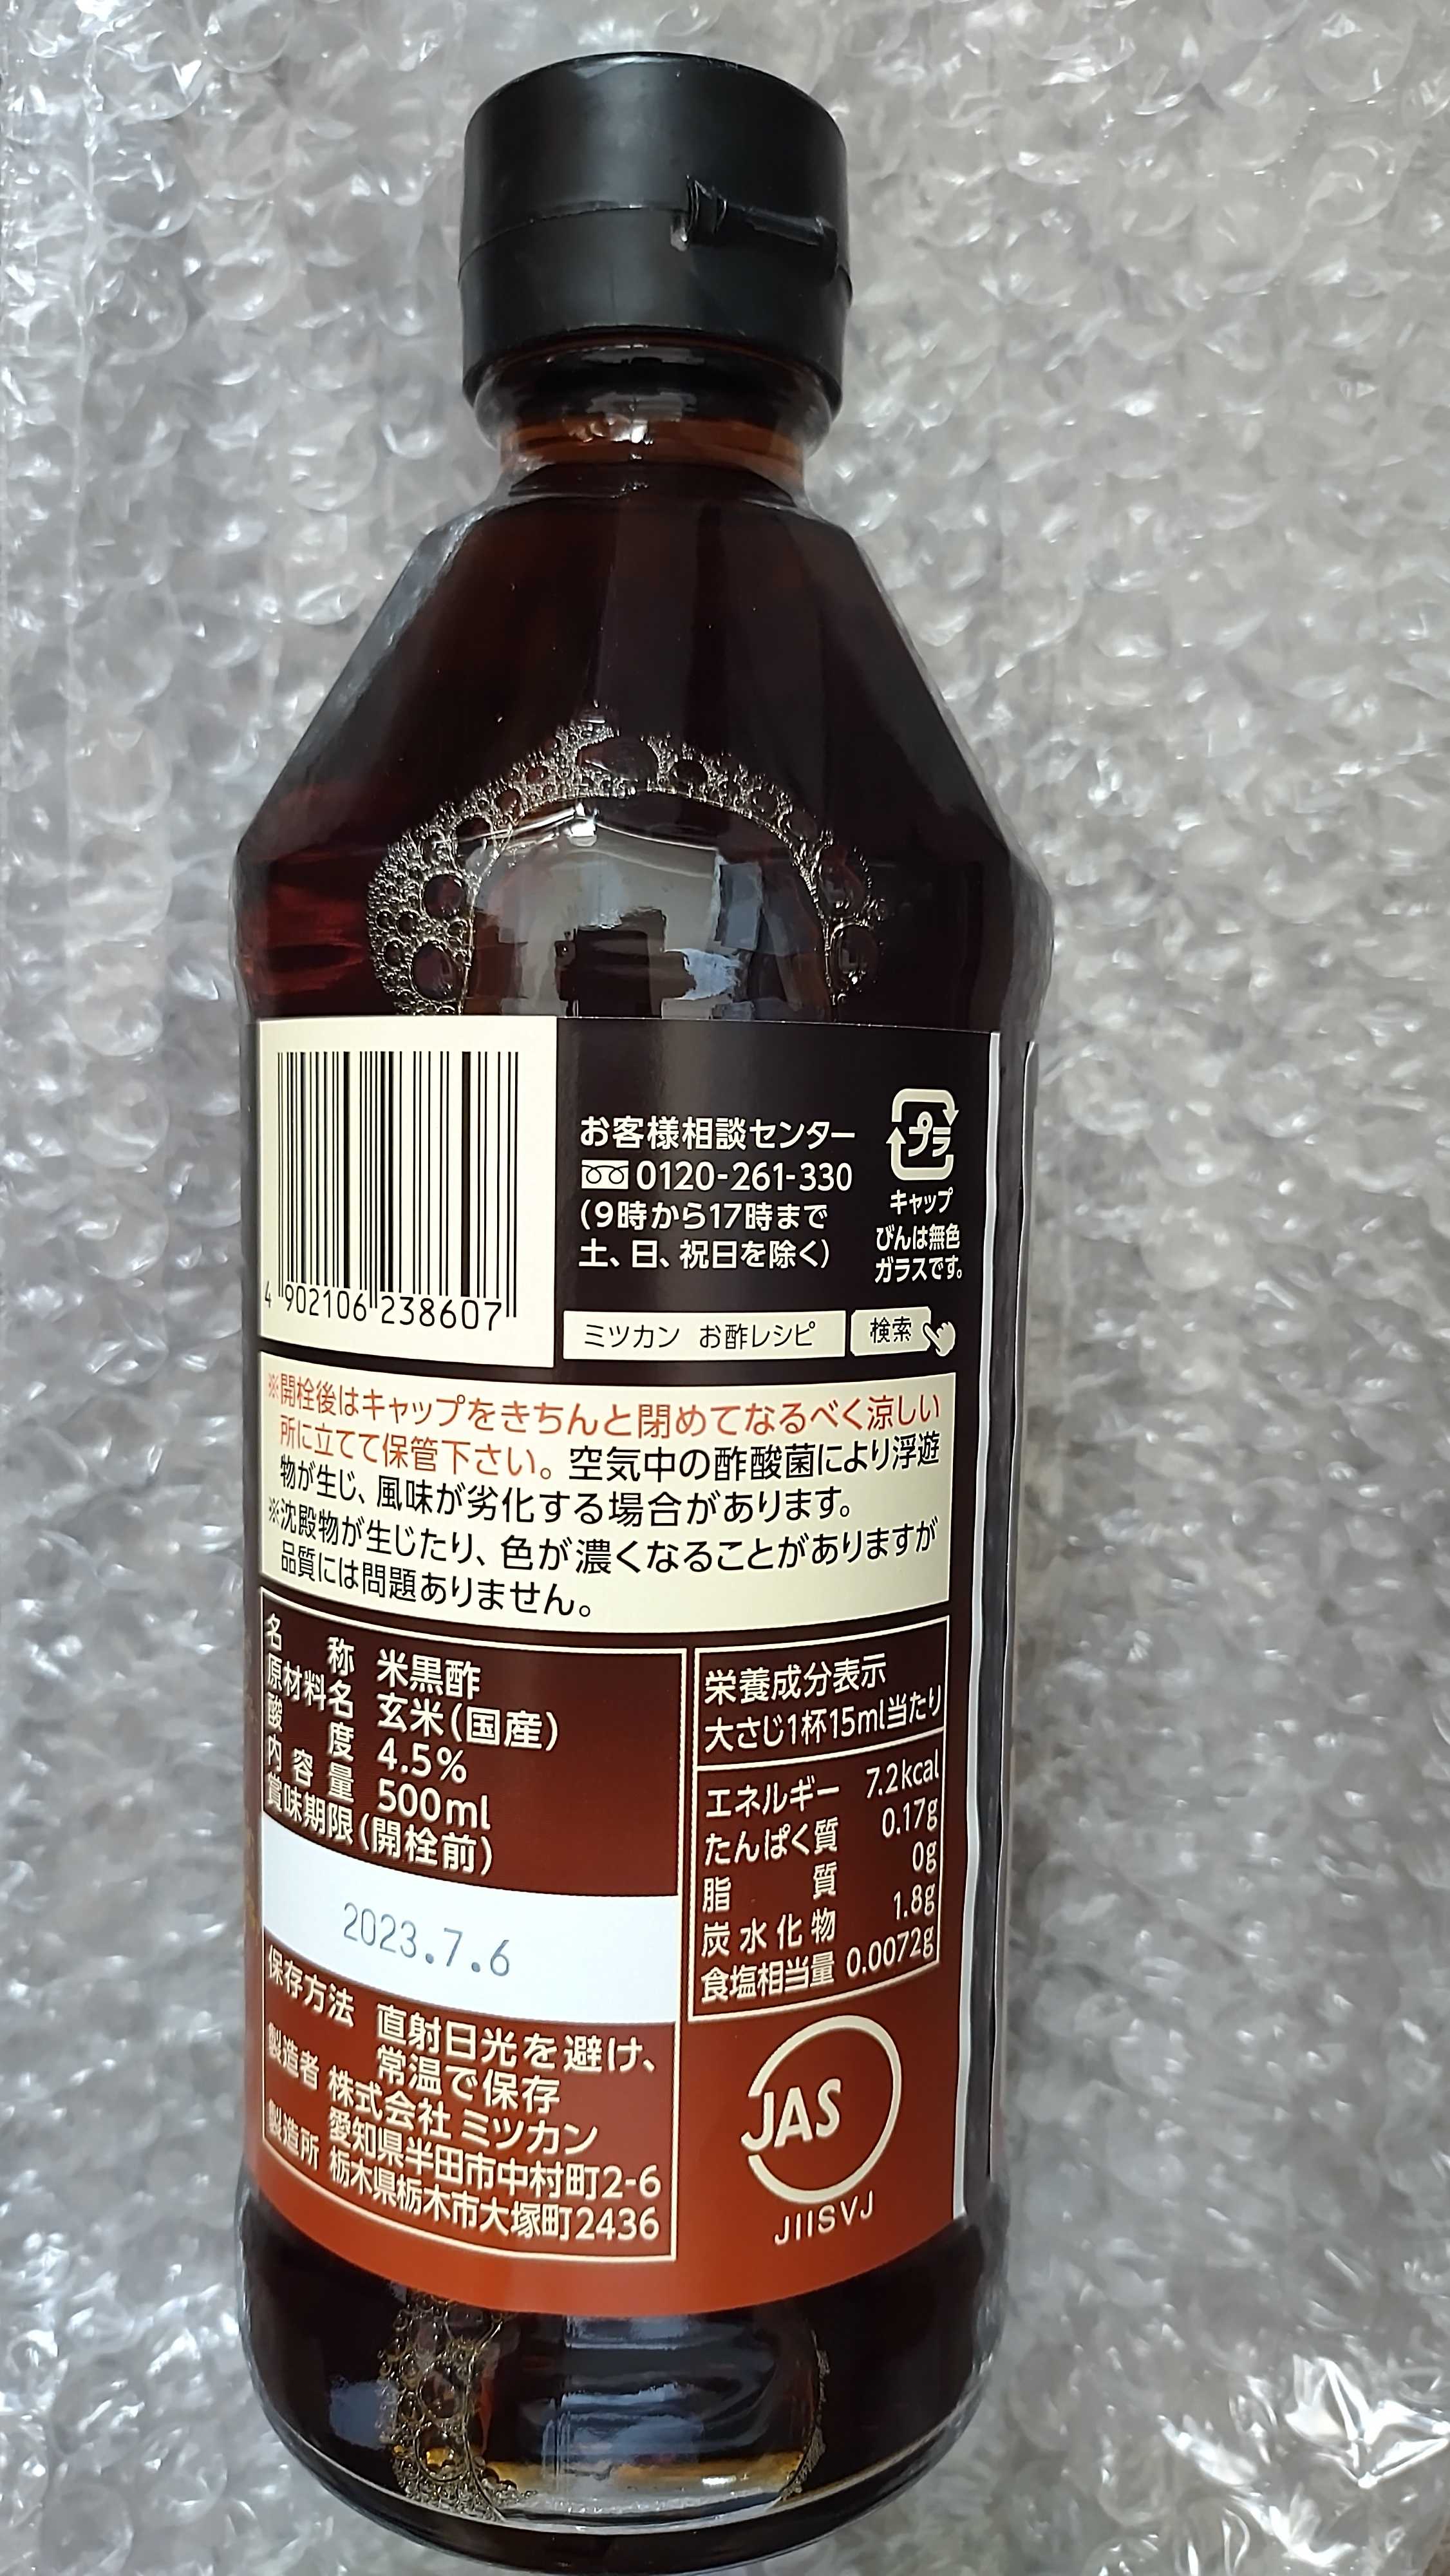 4 902106 238607
お客様相談センター
0120-261-330
(9時から17時まで
土、日、祝日を除く)
プラ
キャップ
びんは無色
ガラスです。
ミツカン お酢レシピ 検索
※開栓後はキャップをきちんと閉めてなるべく涼しい
所に立てて保管下さい。空気中の酢酸菌により浮遊
物が生じ、風味が劣化する場合があります。
※沈殿物が生じたり、色が濃くなることがありますが
品質には問題ありません。
名称 米黒酢
原材料名 玄米(国産)
酸度 4.5%
内容量 500ml
賞味期限(開栓前)
2023.7.6
保存方法 直射日光を避け、
常温で保存
製造者 株式会社 ミツカン
愛知県半田市中村町2-6
製造所 栃木県栃木市大塚町2436
栄養成分表示
大さじ1杯15ml当たり
エネルギー 7.2kcal
たんぱく質 0.17g
脂質 0g
炭水化物 1.8g
食塩相当量 0.0072g
JAS
JIISVJ